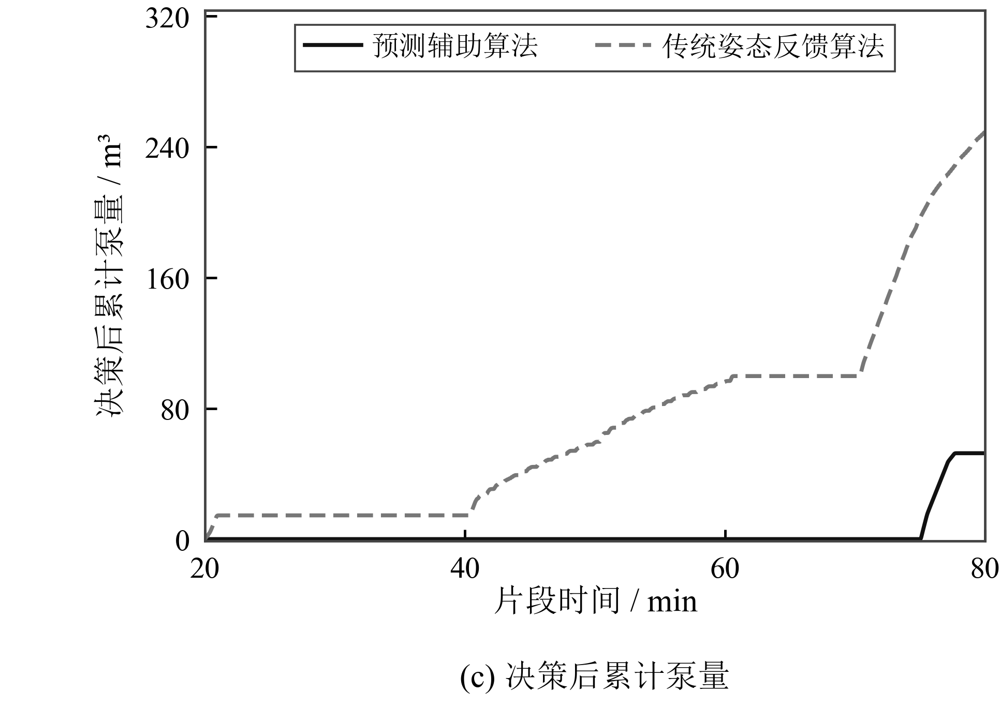 预测辅助算法 传统姿态反馈算法
决策后累计泵量 / m³
320
240
160
80
0
20 40 60 80
片段时间 / min
(c) 决策后累计泵量